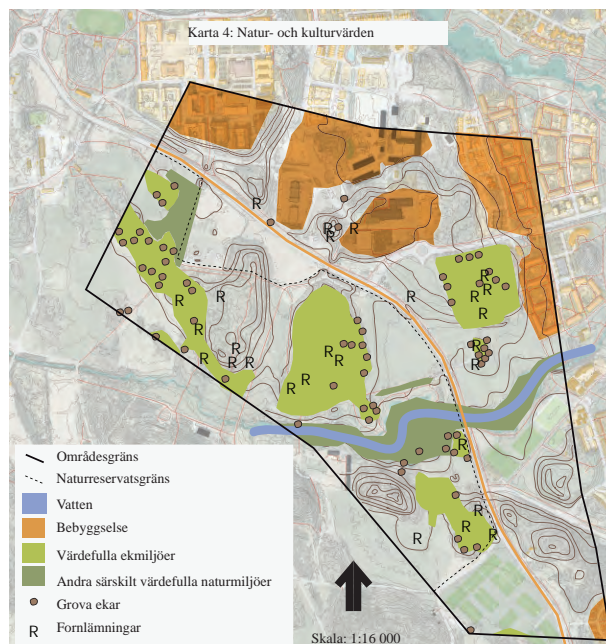 Karta 4: Natur- och kulturvärden
Områdesgräns
Naturreservatsgräns
Vatten
Bebyggselse
Värdefulla ekmiljöer
Andra särskilt värdefulla naturmiljöer
Grova ekar
R Fornlämningar
Skala: 1:16 000